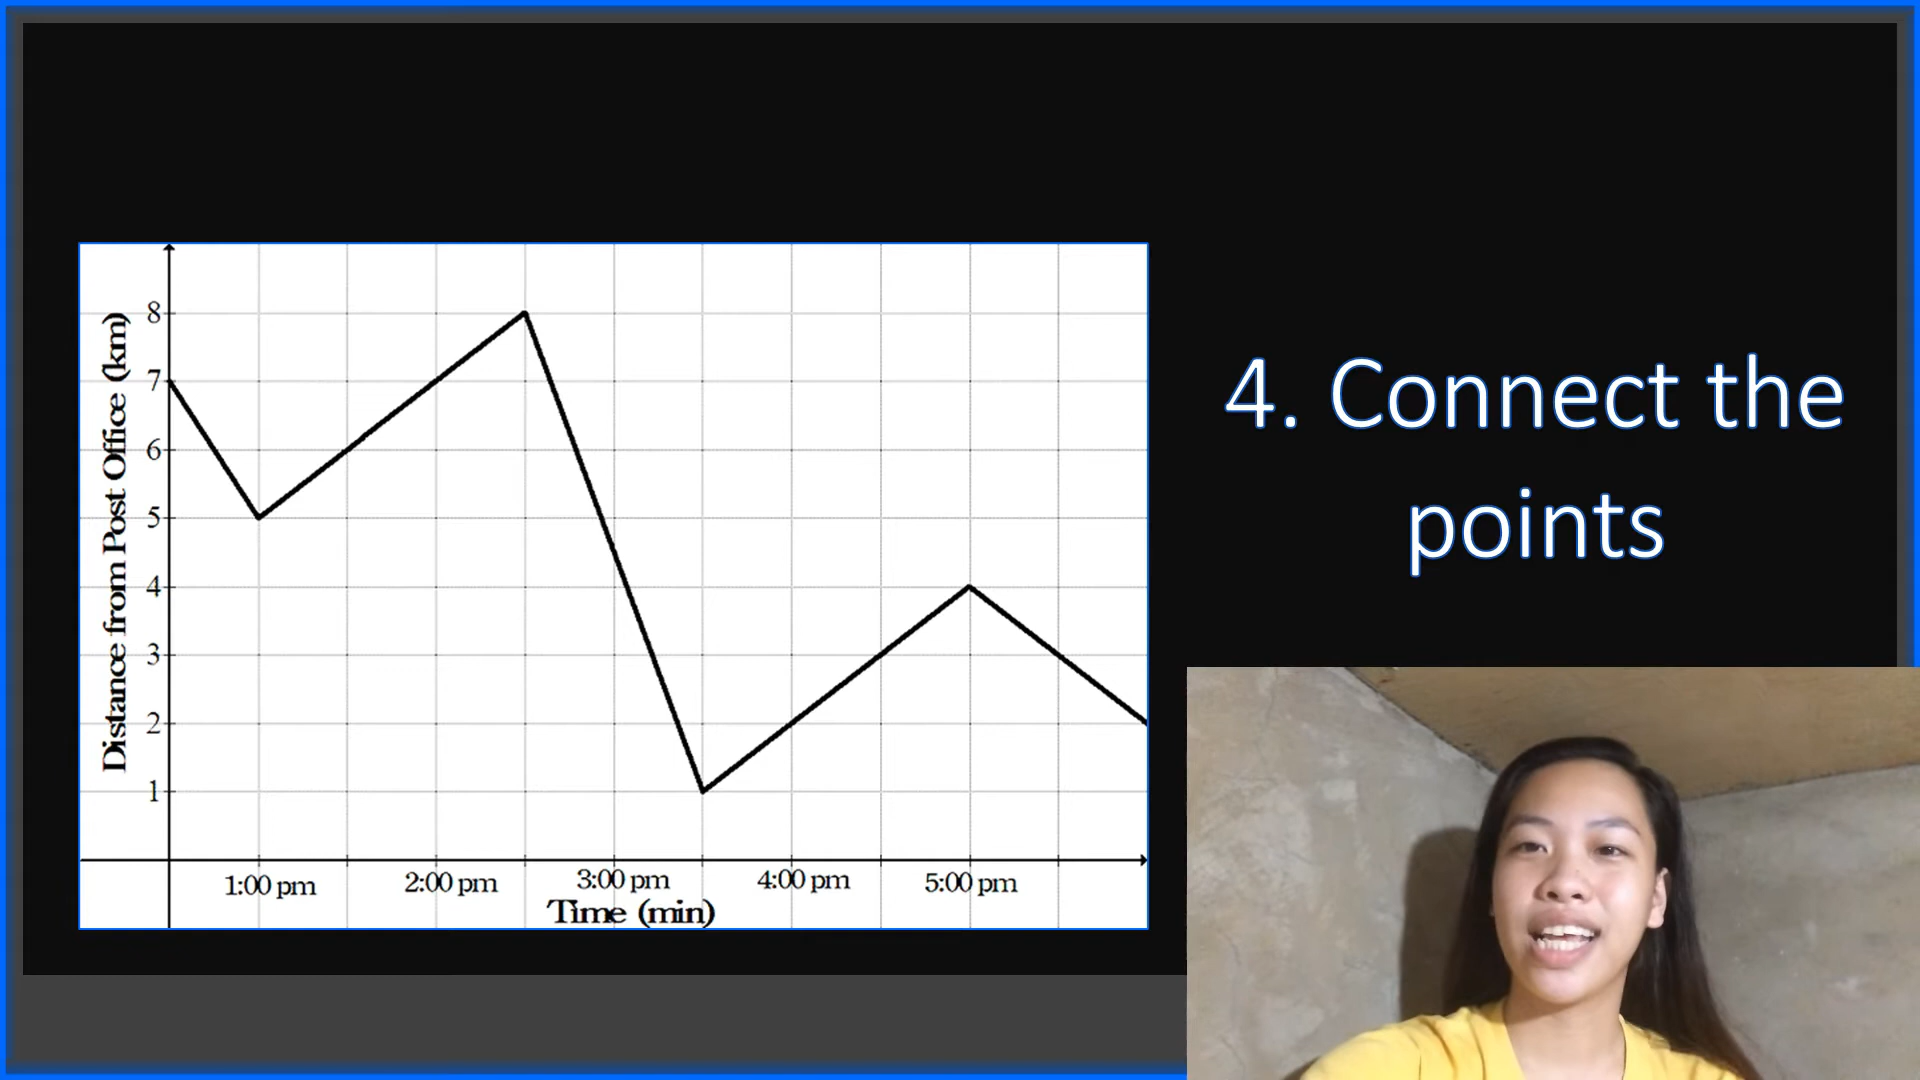 4. Connect the
points
Distance from Post Office (km)
8
7
6
5
4
3
2
1
1:00 pm
2:00 pm
3:00 pm
4:00 pm
5:00 pm
Time (min)